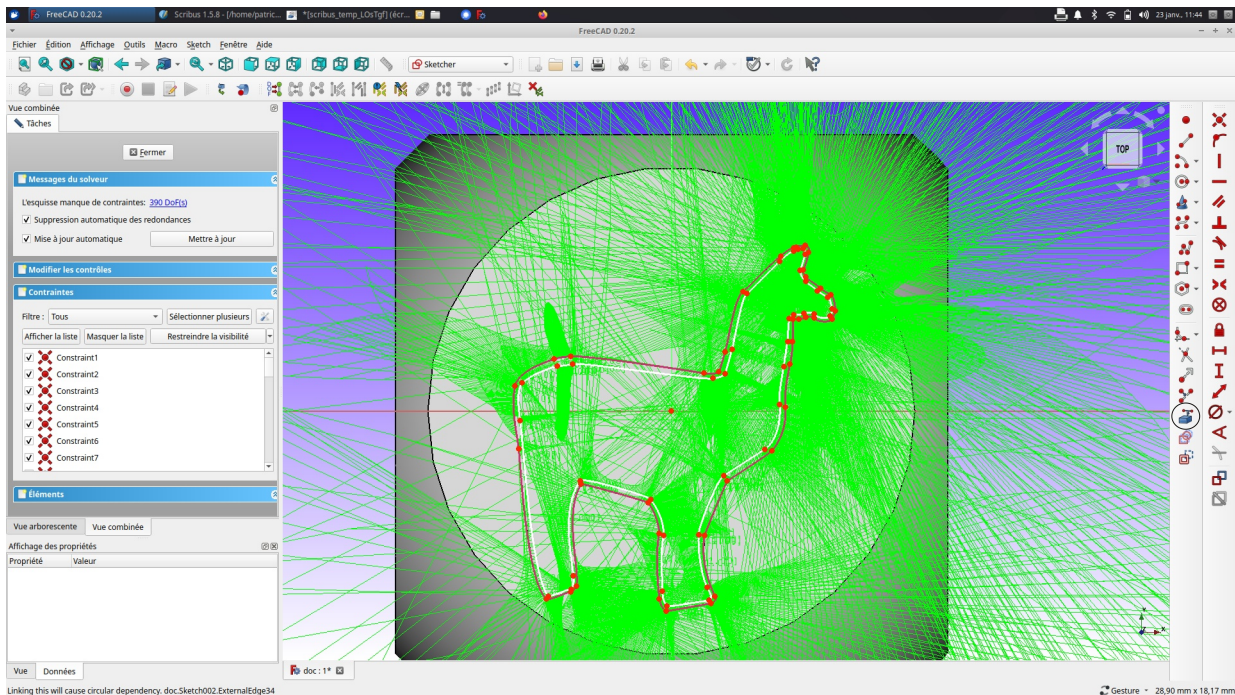 FreeCAD 0.20.2
Scribus 1.5.8 - [/home/patric...
*[scribus_temp_LOsTgf] (écr...
Fo
23 janv., 11:44
FreeCAD 0.20.2
Fichier Édition Affichage Outils Macro Sketch Fenêtre Aide
Sketcher
Vue combinée
Tâches
Fermer
Messages du solveur
L'esquisse manque de contraintes: 390 DoF(s)
Suppression automatique des redondances
Mise à jour automatique
Mettre à jour
Modifier les contrôles
Contraintes
Filtre : Tous
Sélectionner plusieurs
Afficher la liste
Masquer la liste
Restreindre la visibilité
Constraint1
Constraint2
Constraint3
Constraint4
Constraint5
Constraint6
Constraint7
Éléments
Vue arborescente
Vue combinée
Affichage des propriétés
Propriété
Valeur
Vue
Données
TOP
doc : 1*
Linking this will cause circular dependency. doc.Sketch002.ExternalEdge34
Gesture
28,90 mm x 18,17 mm